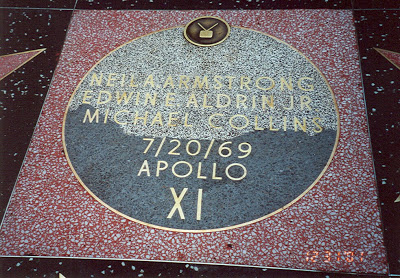 NEIL A. ARMSTRONG
EDWIN E. ALDRIN, JR.
MICHAEL COLLINS
7/20/69
APOLLO
XI